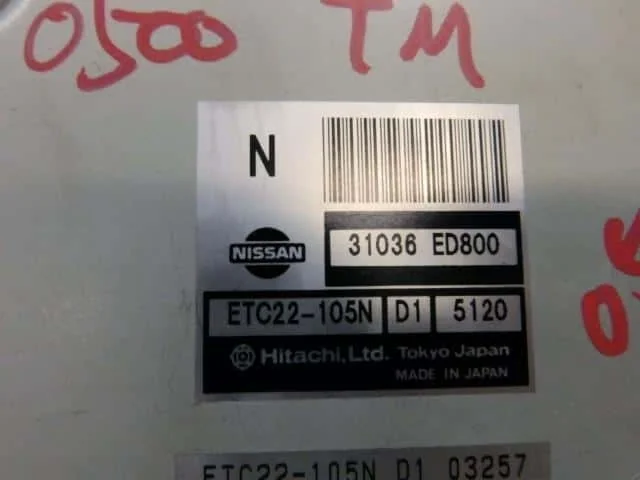 0500 TM
N
NISSAN
31036 ED800
ETC22-105N D1 5120
Hitachi,Ltd. Tokyo Japan
MADE IN JAPAN
ETC22-105N D1 03257